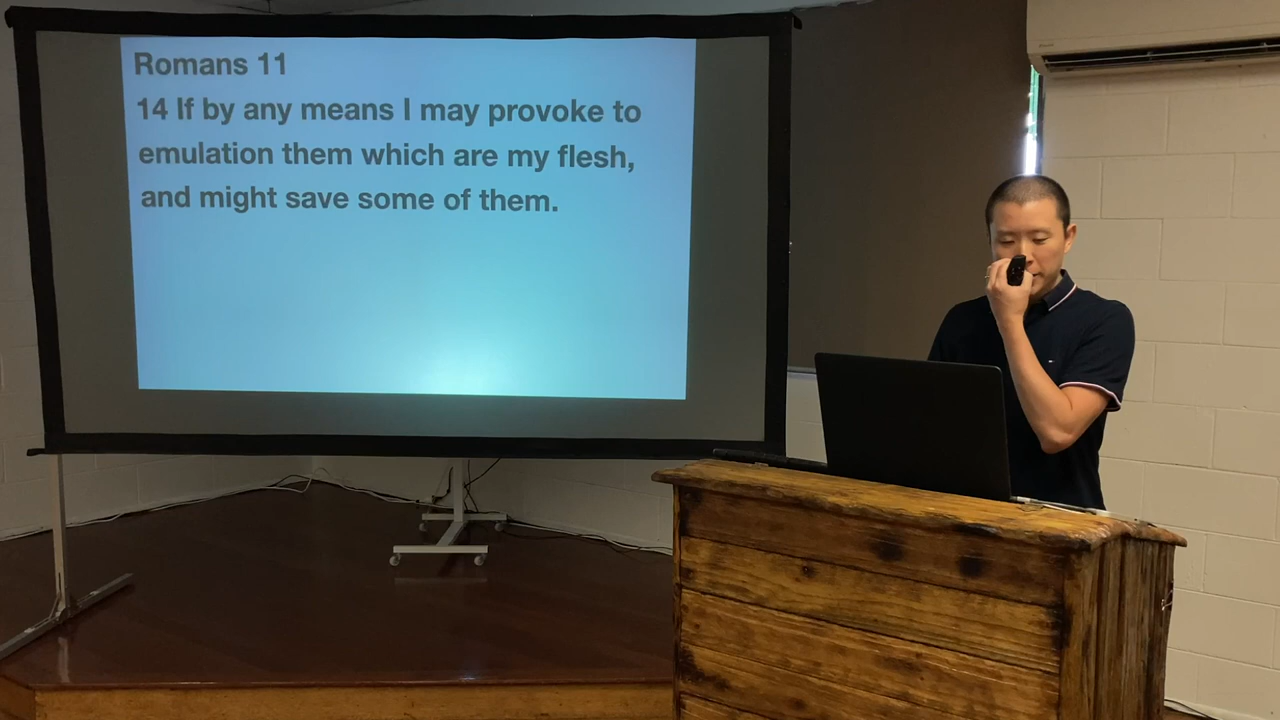 Romans 11
14 If by any means I may provoke to
emulation them which are my flesh,
and might save some of them.